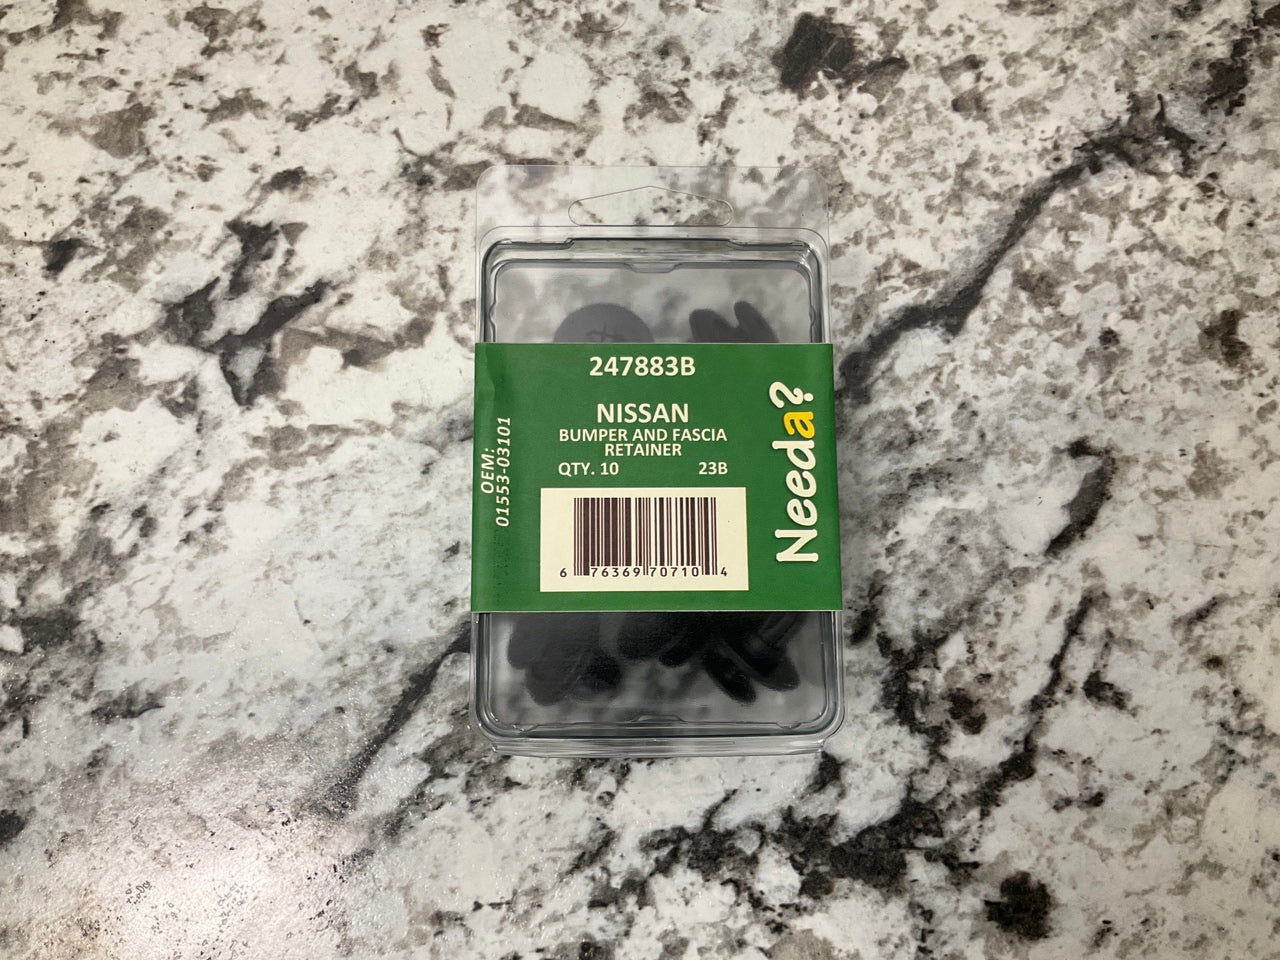 247883B
NISSAN
BUMPER AND FASCIA
RETAINER
QTY. 10 23B
6 76369 70710 4
OEM:
01553-03101
Needa?